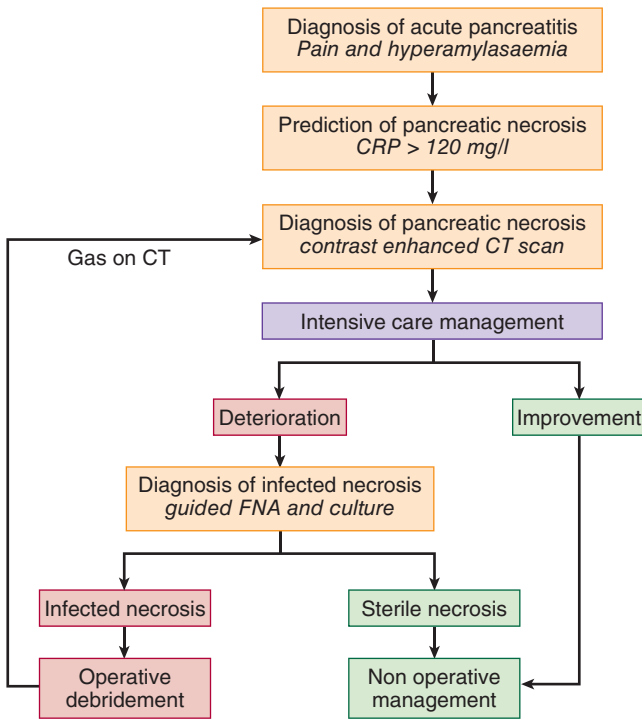 Diagnosis of acute pancreatitis
Pain and hyperamylasaemia
Prediction of pancreatic necrosis
CRP > 120 mg/l
Diagnosis of pancreatic necrosis
contrast enhanced CT scan
Gas on CT
Intensive care management
Deterioration
Improvement
Diagnosis of infected necrosis
guided FNA and culture
Infected necrosis
Sterile necrosis
Operative
debridement
Non operative
management